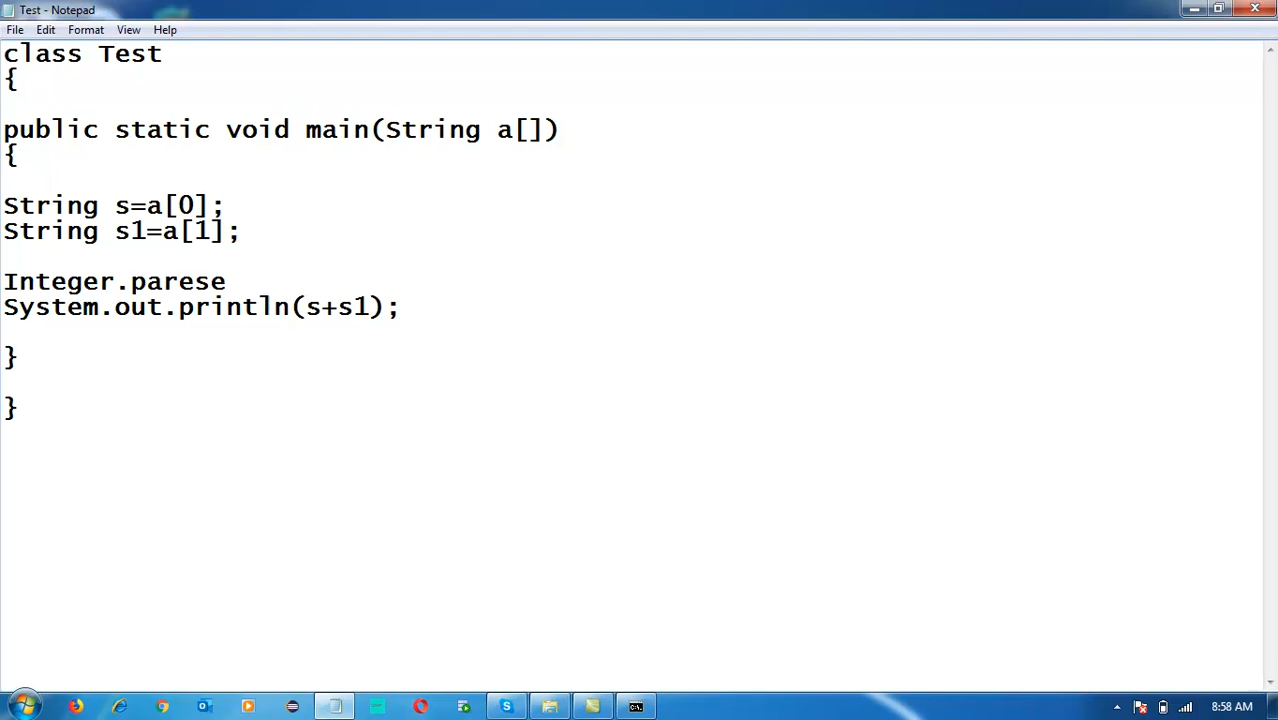 Test - Notepad
File Edit Format View Help
class Test
{
public static void main(String a[])
{
String s=a[0];
String s1=a[1];
Integer.parese
System.out.println(s+s1);
}
}
8:58 AM